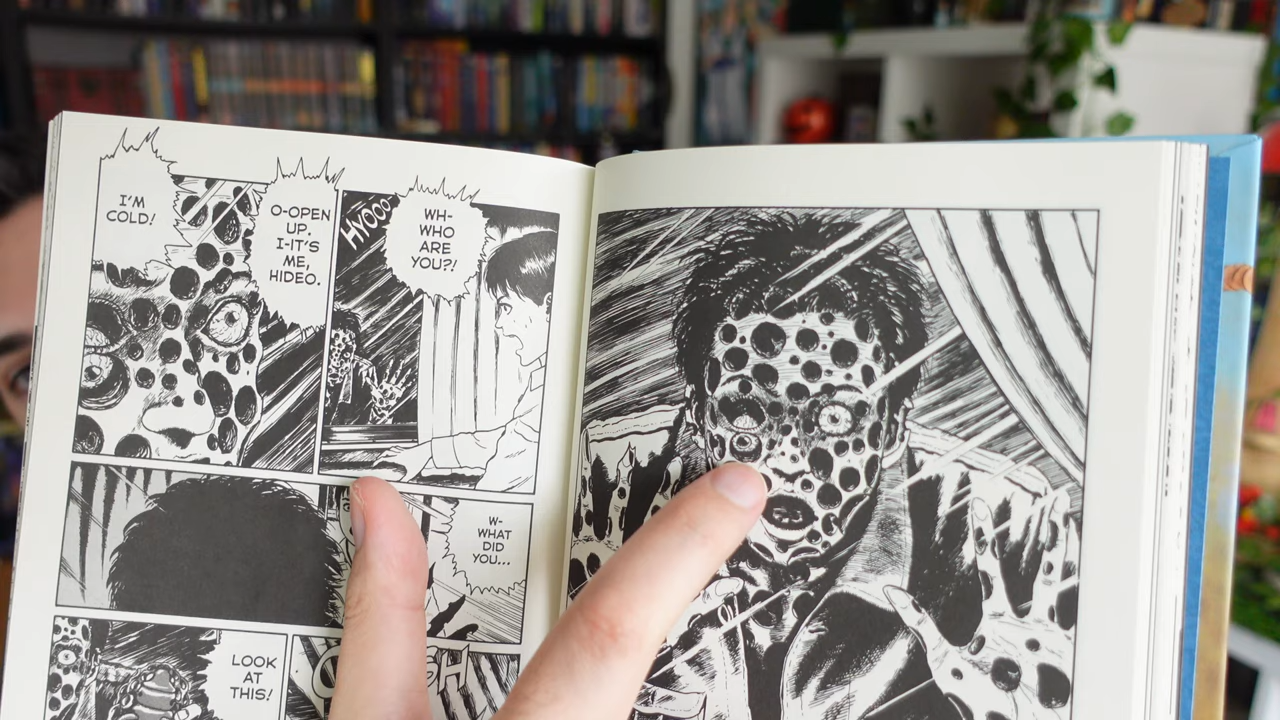 I'M
COLD!
O-OPEN
UP.
I-IT'S
ME,
HIDEO.
HYOOO
WH-
WHO
ARE
YOU?!
W-
WHAT
DID
YOU...
LOOK
AT
THIS!